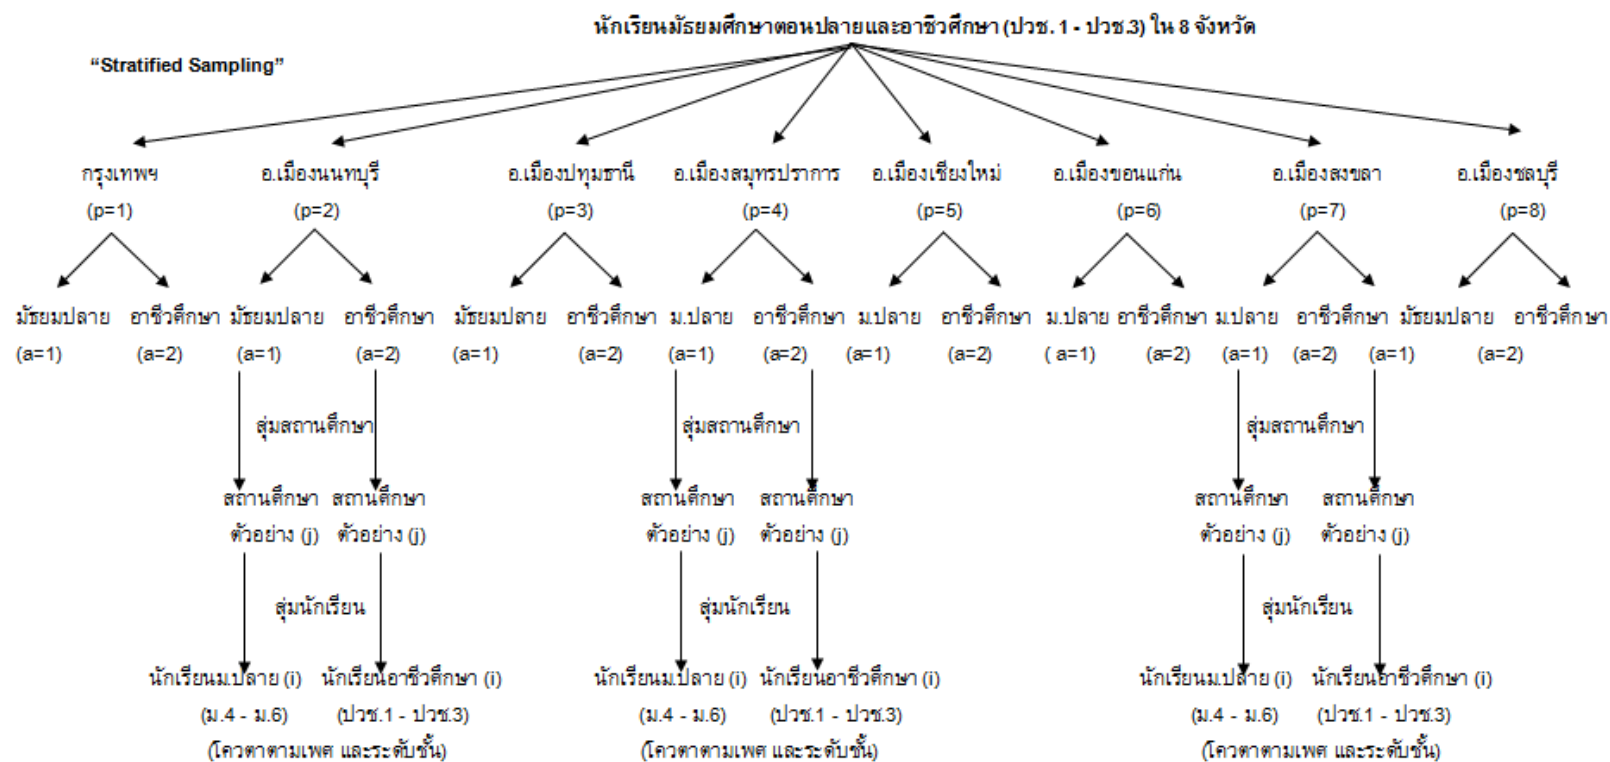 นักเรียนมัธยมศึกษาตอนปลายและอาชีวศึกษา (ปวช. 1 - ปวช.3) ใน 8 จังหวัด
“Stratified Sampling”
กรุงเทพฯ อ.เมืองนนทบุรี อ.เมืองปทุมธานี อ.เมืองสมุทรปราการ อ.เมืองเชียงใหม่ อ.เมืองขอนแก่น อ.เมืองสงขลา อ.เมืองชลบุรี
(p=1) (p=2) (p=3) (p=4) (p=5) (p=6) (p=7) (p=8)
มัธยมปลาย อาชีวศึกษา มัธยมปลาย อาชีวศึกษา มัธยมปลาย อาชีวศึกษา ม.ปลาย อาชีวศึกษา ม.ปลาย อาชีวศึกษา ม.ปลาย อาชีวศึกษา ม.ปลาย อาชีวศึกษา มัธยมปลาย อาชีวศึกษา
(a=1) (a=2) (a=1) (a=2) (a=1) (a=2) (a=1) (a=2) (a=1) (a=2) ( a=1) (a=2) (a=1) (a=2) (a=1) (a=2)
สุ่มสถานศึกษา สุ่มสถานศึกษา สุ่มสถานศึกษา
สถานศึกษา สถานศึกษา สถานศึกษา สถานศึกษา สถานศึกษา สถานศึกษา
ตัวอย่าง (j) ตัวอย่าง (j) ตัวอย่าง (j) ตัวอย่าง (j) ตัวอย่าง (j) ตัวอย่าง (j)
สุ่มนักเรียน สุ่มนักเรียน สุ่มนักเรียน
นักเรียนม.ปลาย (i) นักเรียนอาชีวศึกษา (i) นักเรียนม.ปลาย (i) นักเรียนอาชีวศึกษา (i) นักเรียนม.ปลาย (i) นักเรียนอาชีวศึกษา (i)
(ม.4 - ม.6) (ปวช.1 - ปวช.3) (ม.4 - ม.6) (ปวช.1 - ปวช.3) (ม.4 - ม.6) (ปวช.1 - ปวช.3)
(โควตาตามเพศ และระดับชั้น) (โควตาตามเพศ และระดับชั้น) (โควตาตามเพศ และระดับชั้น)